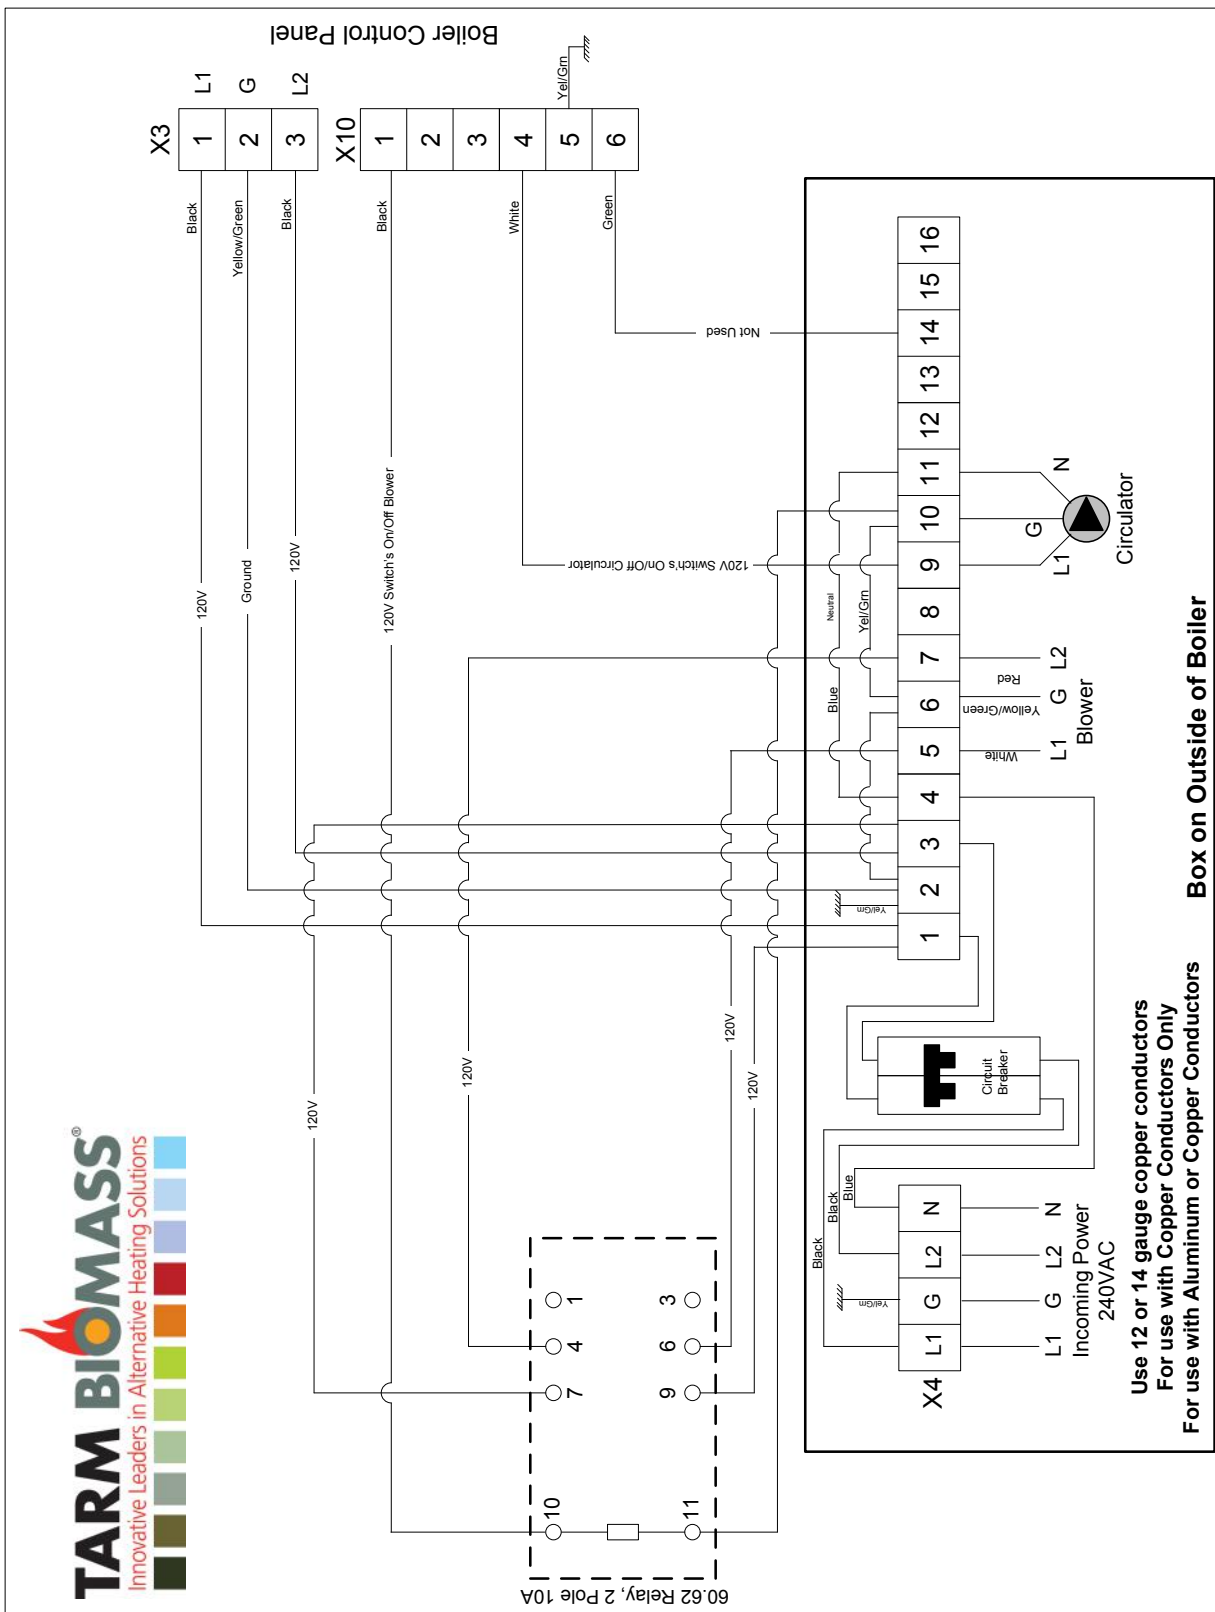 TARM BIOMASS®
Innovative Leaders in Alternative Heating Solutions
Boiler Control Panel
X3
1 L1
2 G
3 L2
X10
1
2
3
4
5
6
Yel/Grn
Black
Yellow/Green
Black
Black
White
Green
120V
Ground
120V
120V Switch's On/Off Blower
120V Switch's On/Off Circulator
Not Used
120V
120V
120V
120V
60.62 Relay, 2 Pole 10A
10
11
7
4
1
9
6
3
1
2
3
4
5
6
7
8
9
10
11
12
13
14
15
16
Yel/Grn
Blue
Neutral
Yel/Grn
White
Yellow/Green
Red
L1
G
L2
Blower
L1
G
N
Circulator
Circuit
Breaker
Black
Black
Blue
Yel/Grn
X4
L1
G
L2
N
L1
G
L2
N
Incoming Power
240VAC
Use 12 or 14 gauge copper conductors
For use with Copper Conductors Only
For use with Aluminum or Copper Conductors
Box on Outside of Boiler